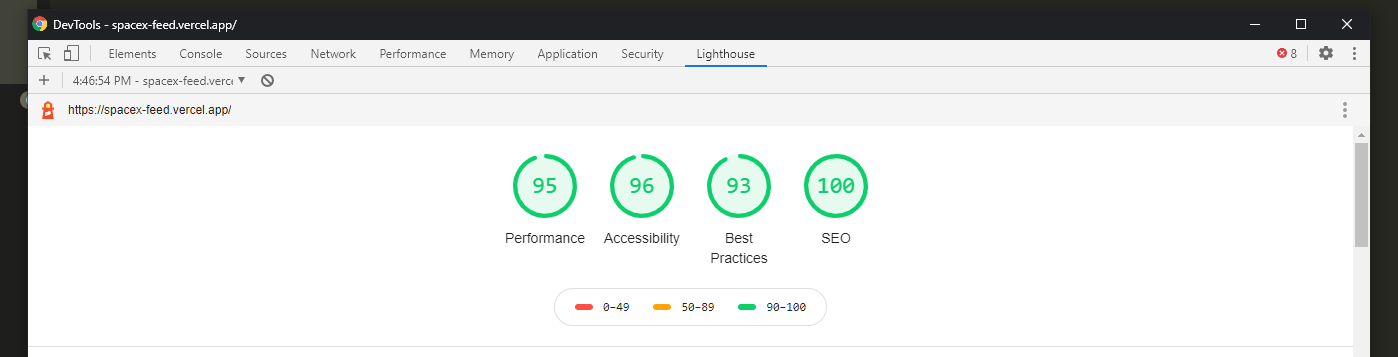 DevTools - spacex-feed.vercel.app/
Elements Console Sources Network Performance Memory Application Security Lighthouse 8
4:46:54 PM - spacex-feed.verce
https://spacex-feed.vercel.app/
95 96 93 100
Performance Accessibility Best SEO
Practices
0–49 50–89 90–100